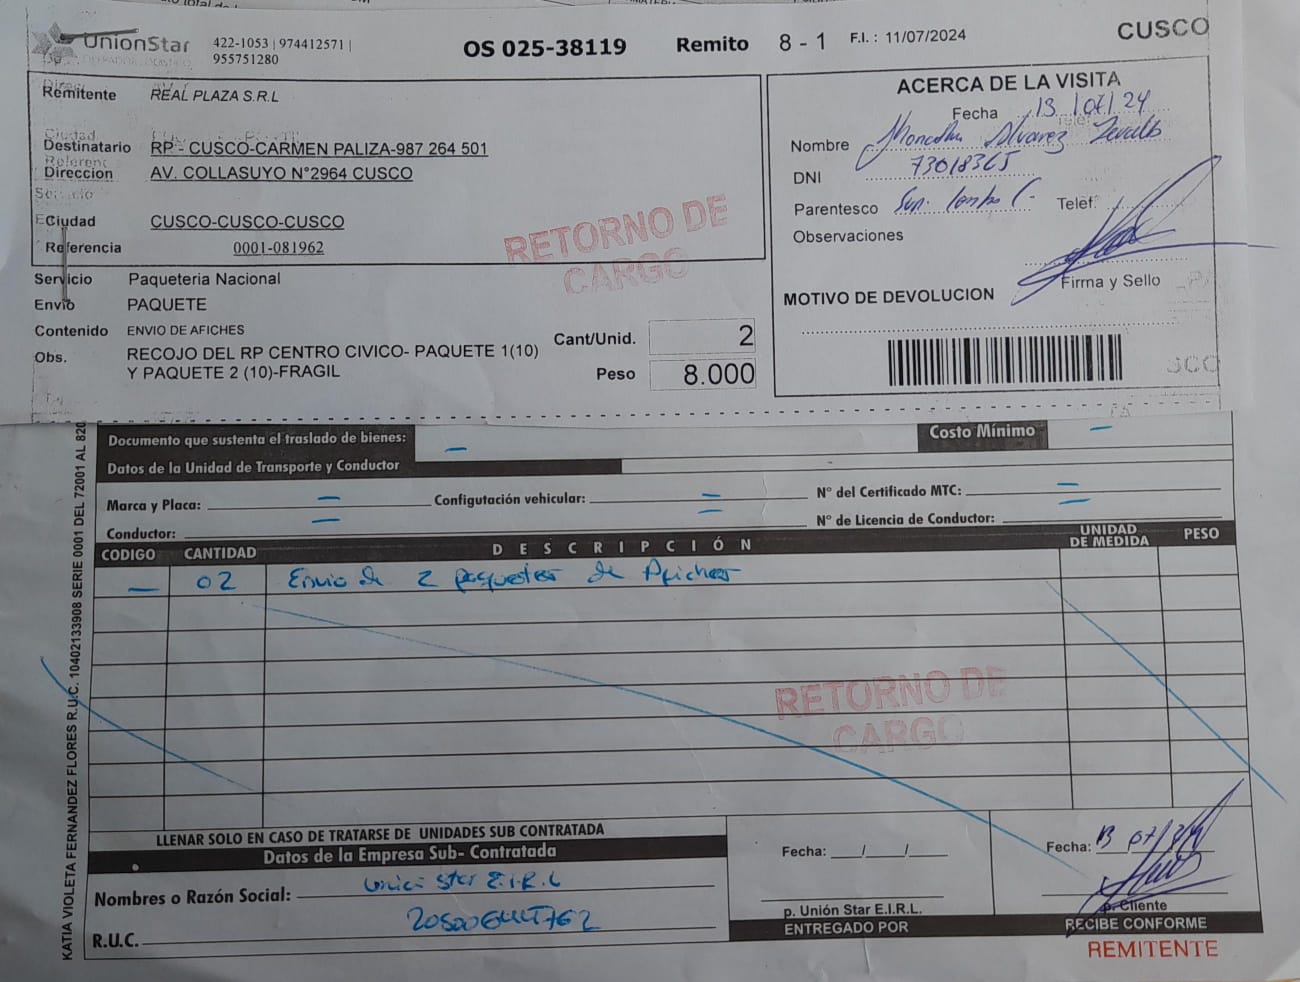 UnionStar
422-1053 | 974412571 |
955751280
OS 025-38119 Remito 8 - 1 F.I. : 11/07/2024 CUSCO
Remitente REAL PLAZA S.R.L
Ciudad
Destinatario RP - CUSCO-CARMEN PALIZA-987 264 501
Direccion AV. COLLASUYO N°2964 CUSCO
Ciudad CUSCO-CUSCO-CUSCO
Referencia 0001-081962
Servicio Paqueteria Nacional
Envio PAQUETE
Contenido ENVIO DE AFICHES
Obs. RECOJO DEL RP CENTRO CIVICO- PAQUETE 1(10)
Y PAQUETE 2 (10)-FRAGIL
Cant/Unid. 2
Peso 8.000
RETORNO DE
CARGO
ACERCA DE LA VISITA
Fecha 13/07/24
Nombre Alvarez
DNI 73018365
Parentesco Telef.
Observaciones
Firma y Sello
MOTIVO DE DEVOLUCION
KATIA VIOLETA FERNANDEZ FLORES R.U.C. 10402133908 SERIE 0001 DEL 72001 AL 820
Documento que sustenta el traslado de bienes: —
Costo Mínimo —
Datos de la Unidad de Transporte y Conductor
Marca y Placa: Configutación vehicular: N° del Certificado MTC:
Conductor: N° de Licencia de Conductor:
CODIGO CANTIDAD DESCRIPCIÓN UNIDAD DE MEDIDA PESO
— 02 Envio de 2 paquetes de Afiches
RETORNO DE
CARGO
LLENAR SOLO EN CASO DE TRATARSE DE UNIDADES SUB CONTRATADA
Datos de la Empresa Sub- Contratada
Nombres o Razón Social: Union Star E.I.R.L
R.U.C.
Fecha: __/__/__
p. Unión Star E.I.R.L.
ENTREGADO POR
Fecha: 13 07/
p. Cliente
RECIBE CONFORME
REMITENTE